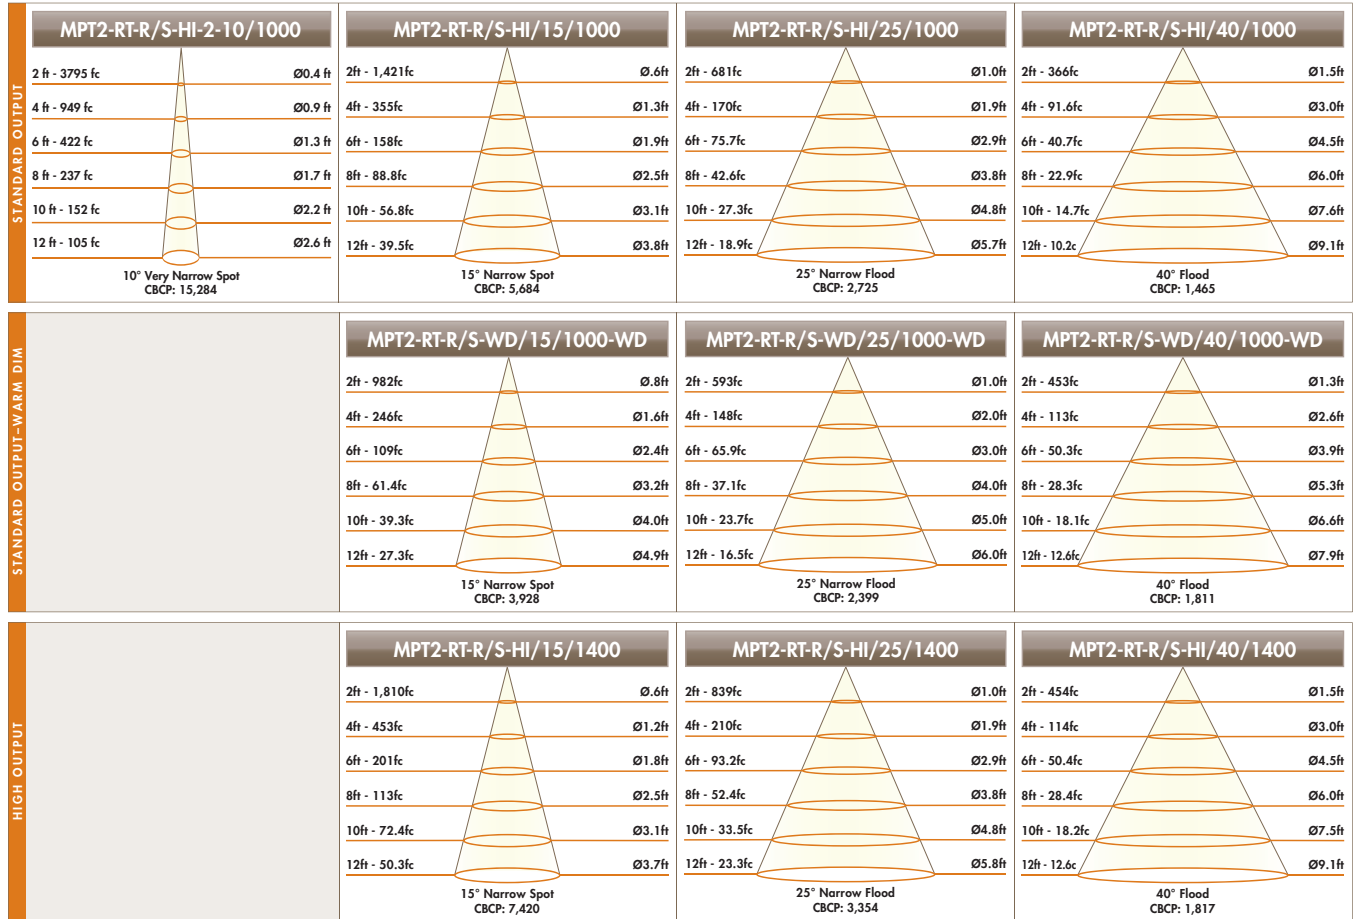 STANDARD OUTPUT
MPT2-RT-R/S-HI-2-10/1000
2 ft - 3795 fc Ø0.4 ft
4 ft - 949 fc Ø0.9 ft
6 ft - 422 fc Ø1.3 ft
8 ft - 237 fc Ø1.7 ft
10 ft - 152 fc Ø2.2 ft
12 ft - 105 fc Ø2.6 ft
10° Very Narrow Spot
CBCP: 15,284
MPT2-RT-R/S-HI/15/1000
2ft - 1,421fc Ø.6ft
4ft - 355fc Ø1.3ft
6ft - 158fc Ø1.9ft
8ft - 88.8fc Ø2.5ft
10ft - 56.8fc Ø3.1ft
12ft - 39.5fc Ø3.8ft
15° Narrow Spot
CBCP: 5,684
MPT2-RT-R/S-HI/25/1000
2ft - 681fc Ø1.0ft
4ft - 170fc Ø1.9ft
6ft - 75.7fc Ø2.9ft
8ft - 42.6fc Ø3.8ft
10ft - 27.3fc Ø4.8ft
12ft - 18.9fc Ø5.7ft
25° Narrow Flood
CBCP: 2,725
MPT2-RT-R/S-HI/40/1000
2ft - 366fc Ø1.5ft
4ft - 91.6fc Ø3.0ft
6ft - 40.7fc Ø4.5ft
8ft - 22.9fc Ø6.0ft
10ft - 14.7fc Ø7.6ft
12ft - 10.2c Ø9.1ft
40° Flood
CBCP: 1,465
STANDARD OUTPUT–WARM DIM
MPT2-RT-R/S-WD/15/1000-WD
2ft - 982fc Ø.8ft
4ft - 246fc Ø1.6ft
6ft - 109fc Ø2.4ft
8ft - 61.4fc Ø3.2ft
10ft - 39.3fc Ø4.0ft
12ft - 27.3fc Ø4.9ft
15° Narrow Spot
CBCP: 3,928
MPT2-RT-R/S-WD/25/1000-WD
2ft - 593fc Ø1.0ft
4ft - 148fc Ø2.0ft
6ft - 65.9fc Ø3.0ft
8ft - 37.1fc Ø4.0ft
10ft - 23.7fc Ø5.0ft
12ft - 16.5fc Ø6.0ft
25° Narrow Flood
CBCP: 2,399
MPT2-RT-R/S-WD/40/1000-WD
2ft - 453fc Ø1.3ft
4ft - 113fc Ø2.6ft
6ft - 50.3fc Ø3.9ft
8ft - 28.3fc Ø5.3ft
10ft - 18.1fc Ø6.6ft
12ft - 12.6fc Ø7.9ft
40° Flood
CBCP: 1,811
HIGH OUTPUT
MPT2-RT-R/S-HI/15/1400
2ft - 1,810fc Ø.6ft
4ft - 453fc Ø1.2ft
6ft - 201fc Ø1.8ft
8ft - 113fc Ø2.5ft
10ft - 72.4fc Ø3.1ft
12ft - 50.3fc Ø3.7ft
15° Narrow Spot
CBCP: 7,420
MPT2-RT-R/S-HI/25/1400
2ft - 839fc Ø1.0ft
4ft - 210fc Ø1.9ft
6ft - 93.2fc Ø2.9ft
8ft - 52.4fc Ø3.8ft
10ft - 33.5fc Ø4.8ft
12ft - 23.3fc Ø5.8ft
25° Narrow Flood
CBCP: 3,354
MPT2-RT-R/S-HI/40/1400
2ft - 454fc Ø1.5ft
4ft - 114fc Ø3.0ft
6ft - 50.4fc Ø4.5ft
8ft - 28.4fc Ø6.0ft
10ft - 18.2fc Ø7.5ft
12ft - 12.6c Ø9.1ft
40° Flood
CBCP: 1,817